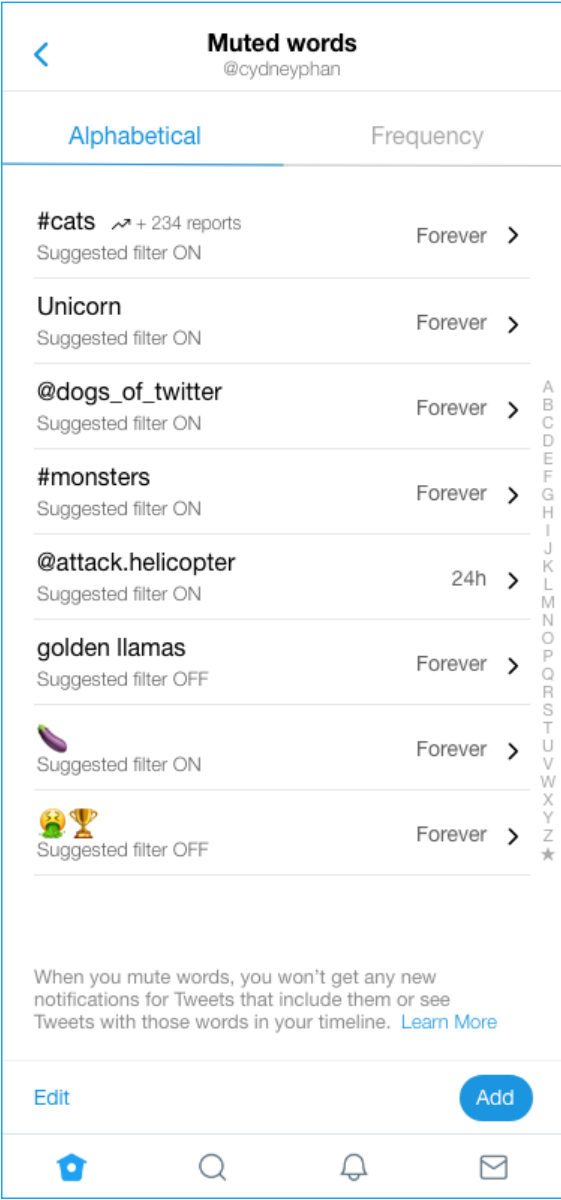 Muted words
@cydneyphan
Alphabetical
Frequency
#cats + 234 reports
Suggested filter ON
Forever
Unicorn
Suggested filter ON
Forever
@dogs_of_twitter
Suggested filter ON
Forever
#monsters
Suggested filter ON
Forever
@attack.helicopter
Suggested filter ON
24h
golden llamas
Suggested filter OFF
Forever
🍆
Suggested filter ON
Forever
🤮🏆
Suggested filter OFF
Forever
A
B
C
D
E
F
G
H
I
J
K
L
M
N
O
P
Q
R
S
T
U
V
W
X
Y
Z
★
When you mute words, you won’t get any new
notifications for Tweets that include them or see
Tweets with those words in your timeline. Learn More
Edit
Add